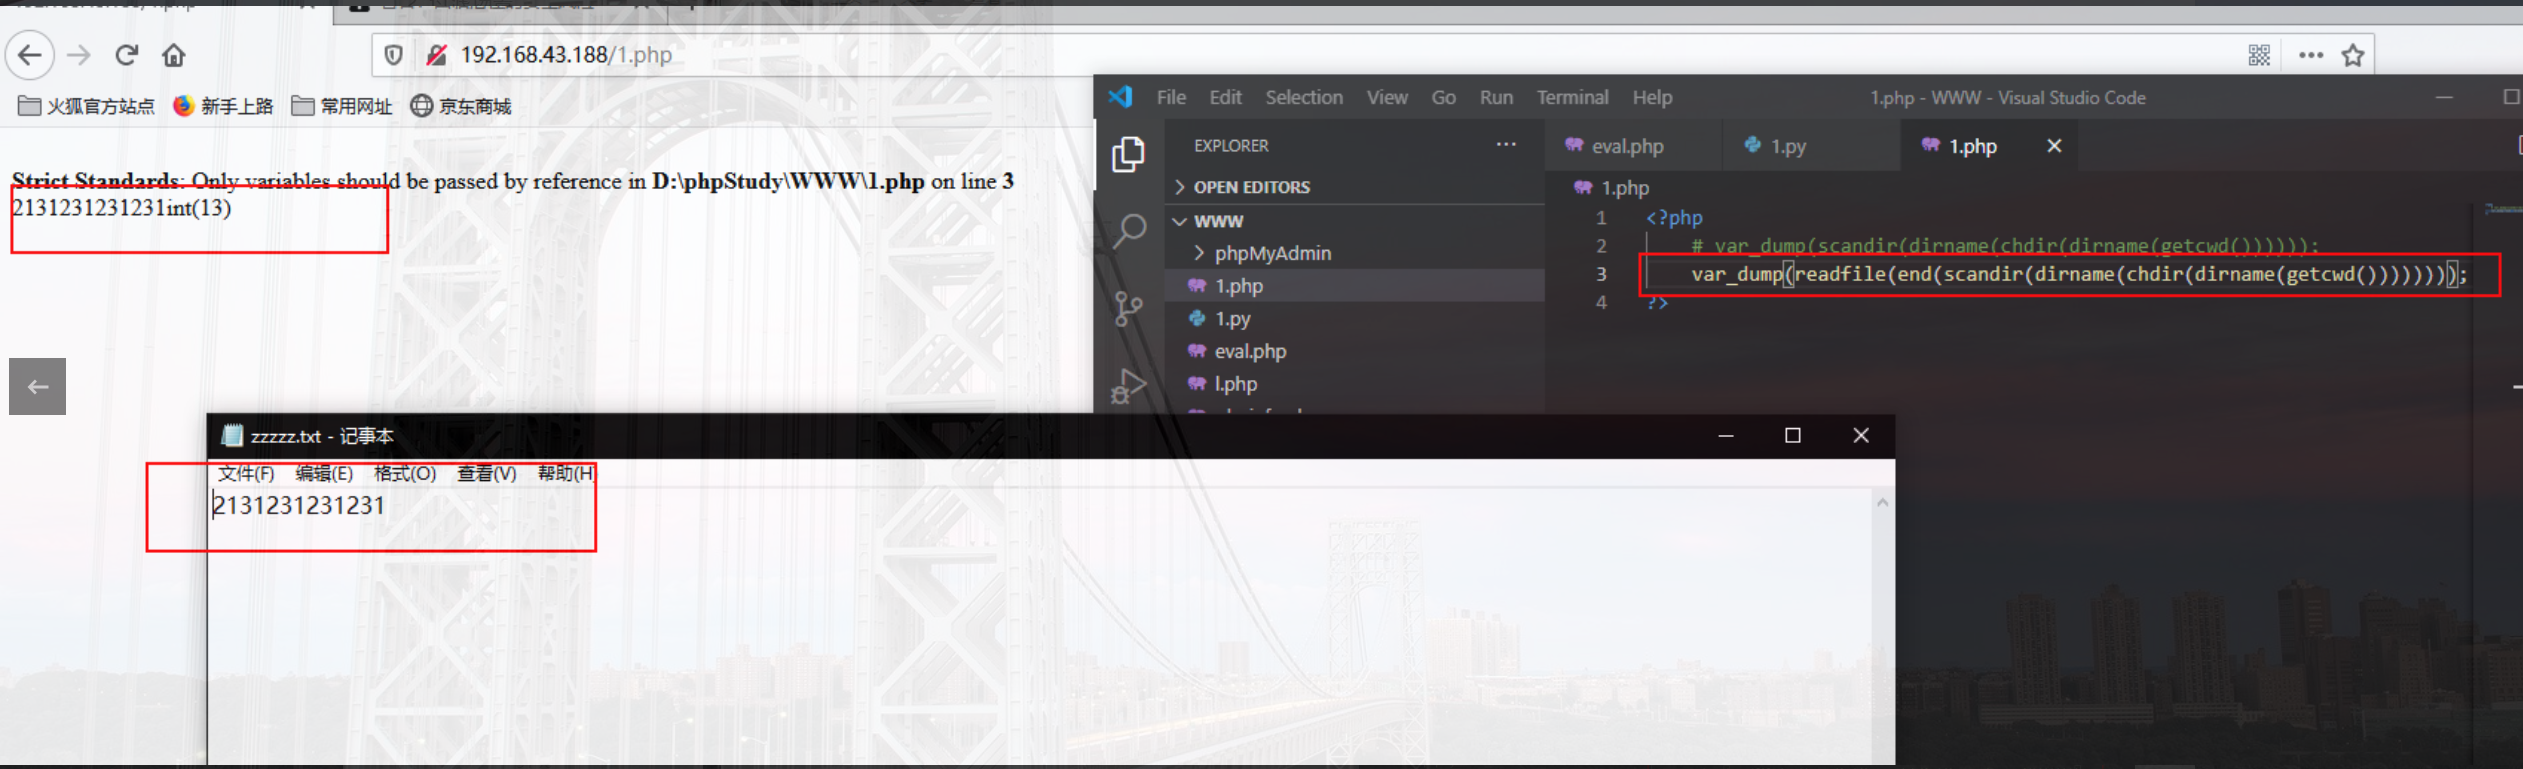 192.168.43.188/1.php
火狐官方站点 新手上路 常用网址 京东商城
Strict Standards: Only variables should be passed by reference in D:\phpStudy\WWW\1.php on line 3
2131231231231int(13)
File Edit Selection View Go Run Terminal Help 1.php - WWW - Visual Studio Code
EXPLORER ···
OPEN EDITORS
WWW
phpMyAdmin
1.php
1.py
eval.php
l.php
eval.php 1.py 1.php
1.php
1 <?php
2 # var_dump(scandir(dirname(chdir(dirname(getcwd())))));
3 var_dump(readfile(end(scandir(dirname(chdir(dirname(getcwd())))))));
4 ?>
zzzzz.txt - 记事本
文件(F) 编辑(E) 格式(O) 查看(V) 帮助(H)
2131231231231